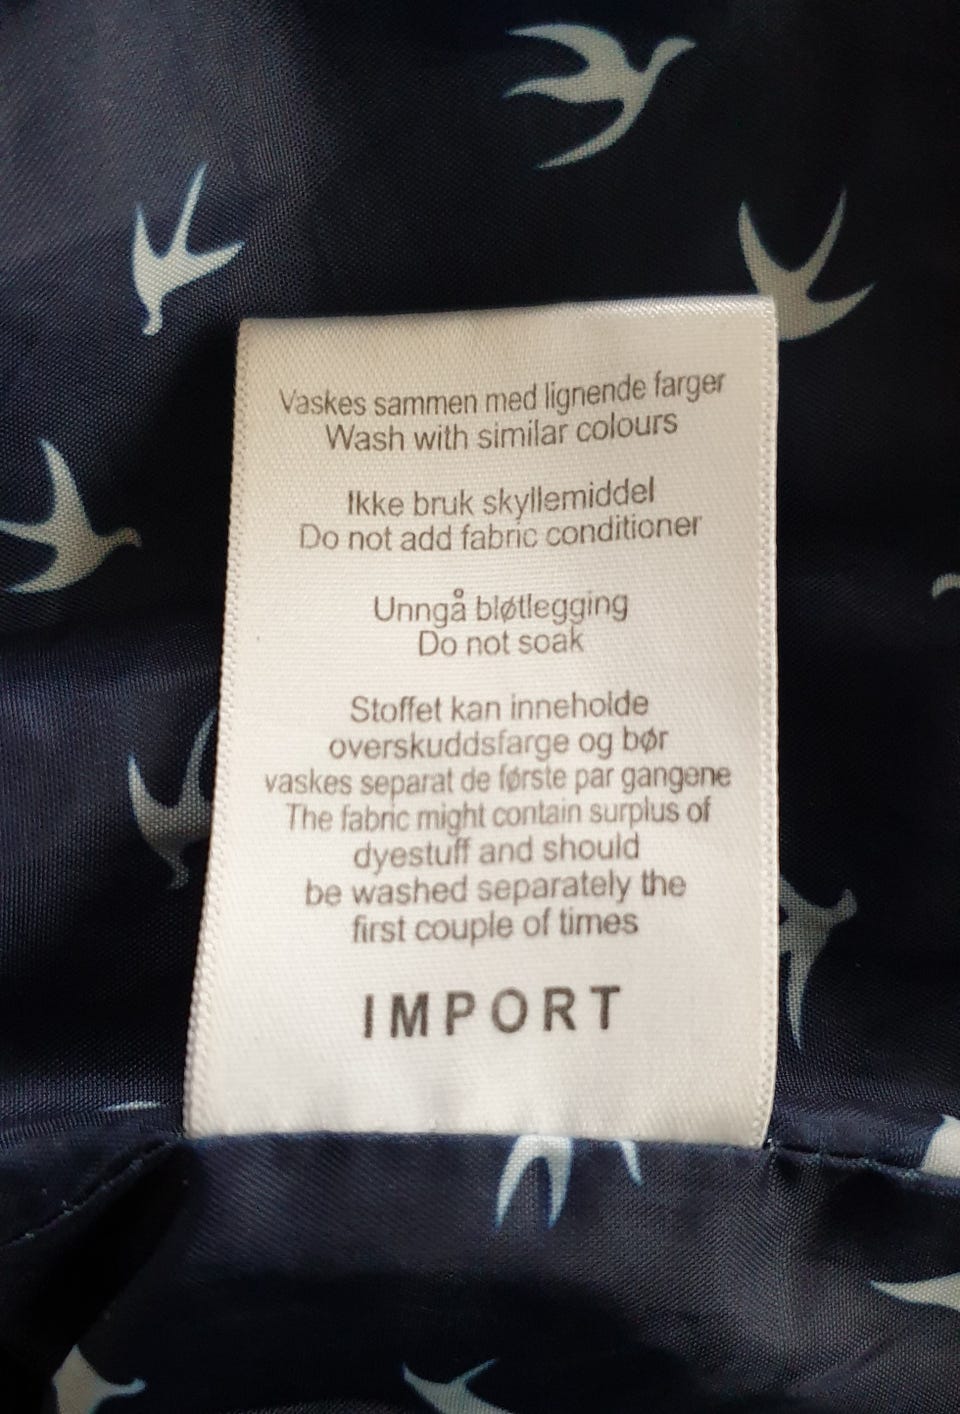 Vaskes sammen med lignende farger
Wash with similar colours
Ikke bruk skyllemiddel
Do not add fabric conditioner
Unngå bløtlegging
Do not soak
Stoffet kan inneholde
overskuddsfarge og bør
vaskes separat de første par gangene
The fabric might contain surplus of
dyestuff and should
be washed separately the
first couple of times
IMPORT